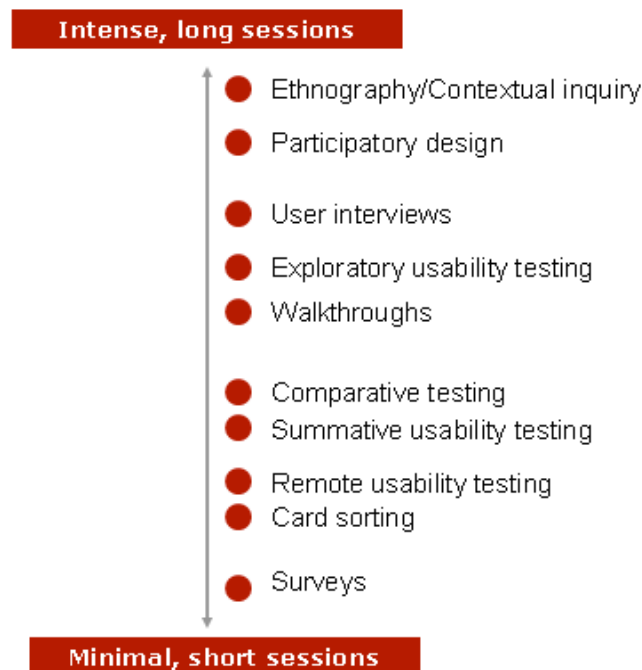 Intense, long sessions
Ethnography/Contextual inquiry
Participatory design
User interviews
Exploratory usability testing
Walkthroughs
Comparative testing
Summative usability testing
Remote usability testing
Card sorting
Surveys
Minimal, short sessions